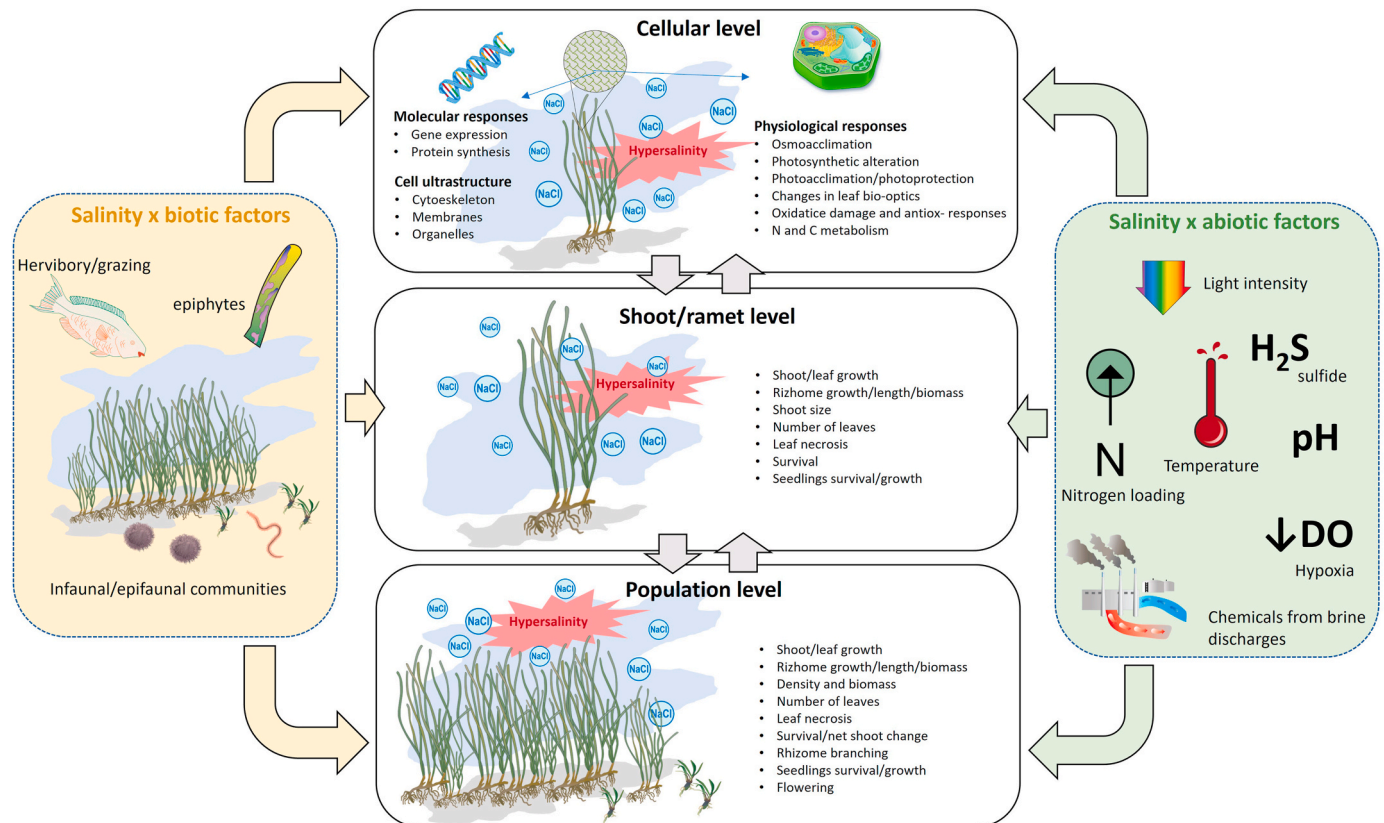 Cellular level
NaCl
NaCl
NaCl
NaCl
NaCl
NaCl
NaCl
NaCl
NaCl
Hypersalinity
Molecular responses
• Gene expression
• Protein synthesis
Cell ultrastructure
• Cytoeskeleton
• Membranes
• Organelles
Physiological responses
• Osmoacclimation
• Photosynthetic alteration
• Photoacclimation/photoprotection
• Changes in leaf bio-optics
• Oxidatice damage and antiox- responses
• N and C metabolism
Salinity x biotic factors
Hervibory/grazing
epiphytes
Infaunal/epifaunal communities
Shoot/ramet level
NaCl
NaCl
NaCl
NaCl
NaCl
NaCl
NaCl
NaCl
Hypersalinity
• Shoot/leaf growth
• Rizhome growth/length/biomass
• Shoot size
• Number of leaves
• Leaf necrosis
• Survival
• Seedlings survival/growth
Salinity x abiotic factors
Light intensity
H₂S
sulfide
pH
N
Nitrogen loading
Temperature
↓DO
Hypoxia
Chemicals from brine
discharges
Population level
NaCl
NaCl
NaCl
NaCl
NaCl
NaCl
NaCl
NaCl
Hypersalinity
• Shoot/leaf growth
• Rizhome growth/length/biomass
• Density and biomass
• Number of leaves
• Leaf necrosis
• Survival/net shoot change
• Rhizome branching
• Seedlings survival/growth
• Flowering